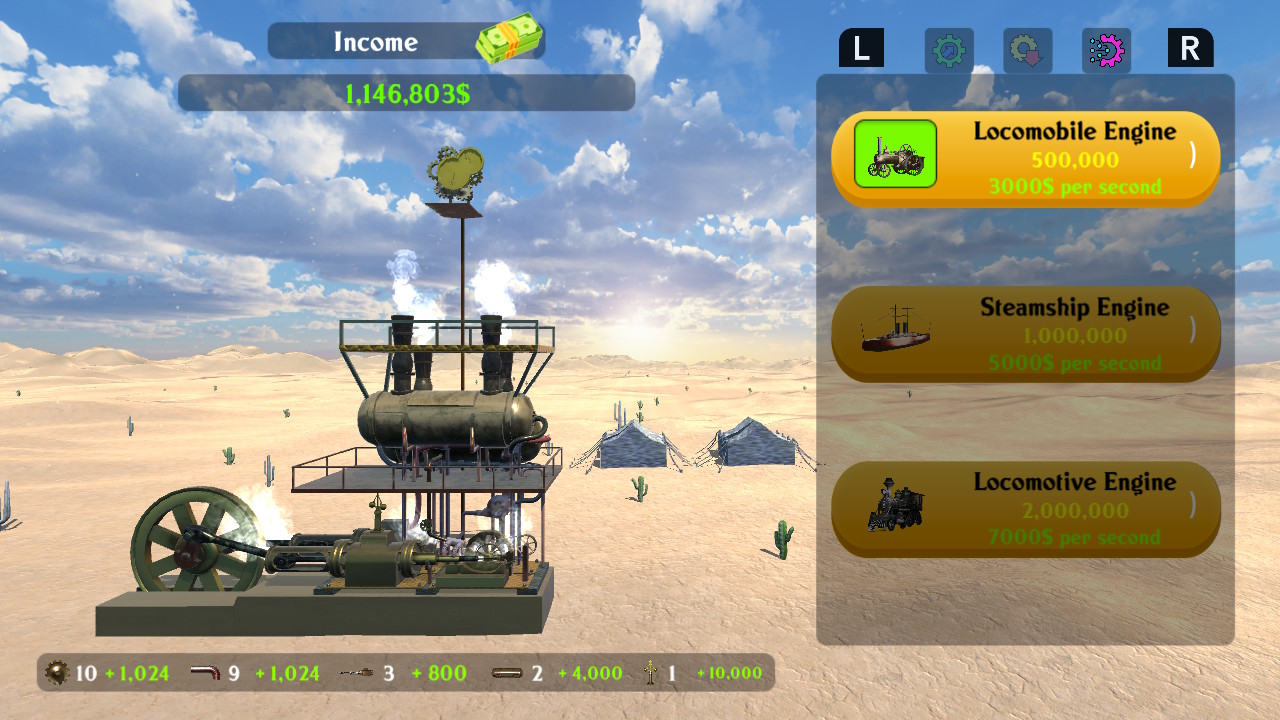 Income
1,146,803$
L
R
Locomobile Engine
500,000
3000$ per second
Steamship Engine
1,000,000
5000$ per second
Locomotive Engine
2,000,000
7000$ per second
10 +1,024 9 +1,024 3 +800 2 +4,000 1 +10,000